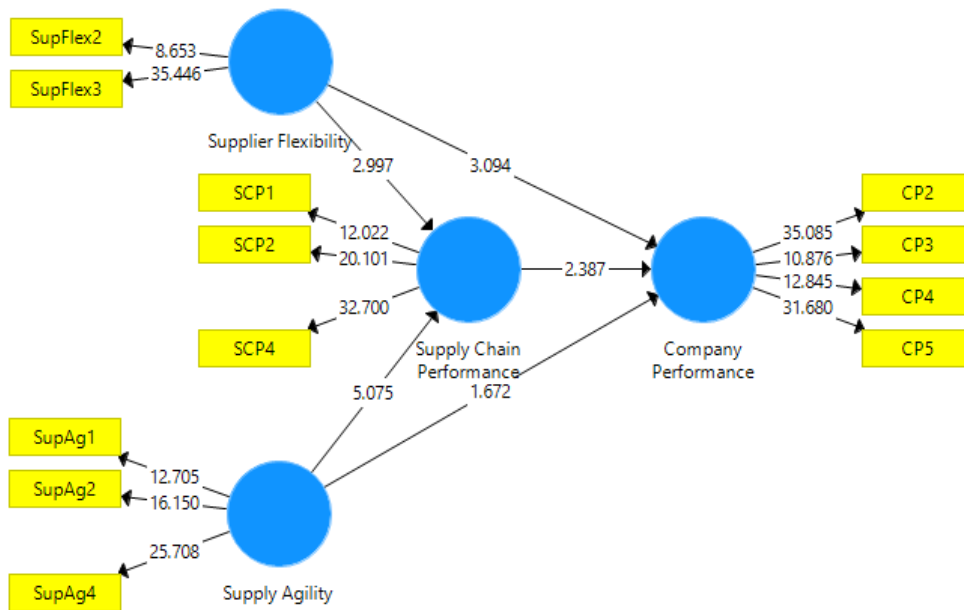 SupFlex2
8.653
SupFlex3
35.446
Supplier Flexibility
2.997
3.094
SCP1
12.022
SCP2
20.101
SCP4
32.700
2.387
Supply Chain
Performance
Company
Performance
CP2
35.085
CP3
10.876
CP4
12.845
CP5
31.680
5.075
1.672
SupAg1
12.705
SupAg2
16.150
SupAg4
25.708
Supply Agility